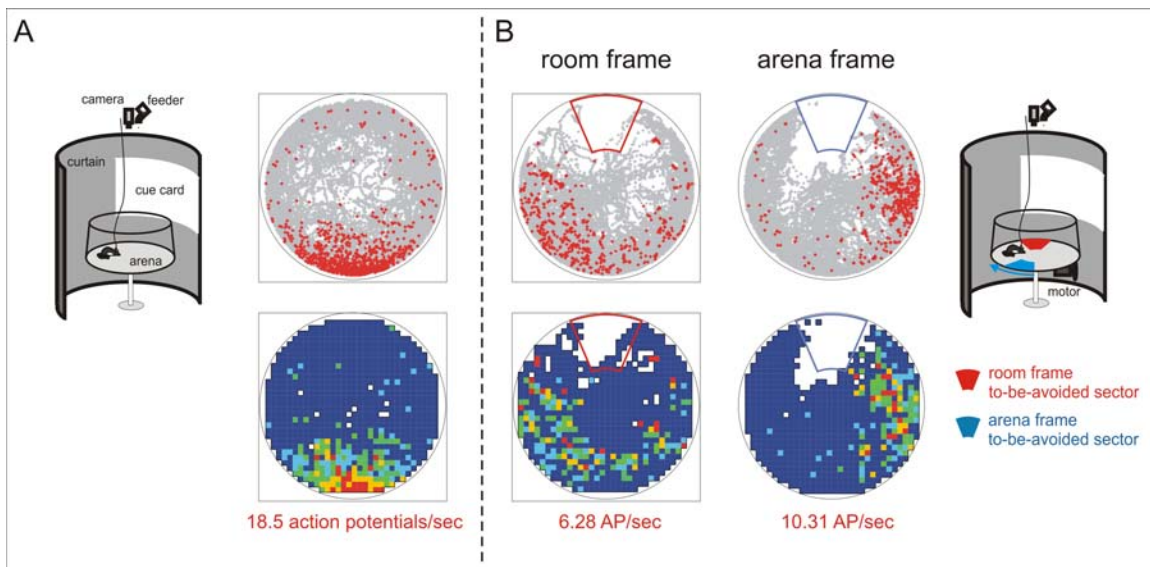 A
B
room frame
arena frame
camera
feeder
curtain
cue card
arena
motor
room frame
to-be-avoided sector
arena frame
to-be-avoided sector
18.5 action potentials/sec
6.28 AP/sec
10.31 AP/sec